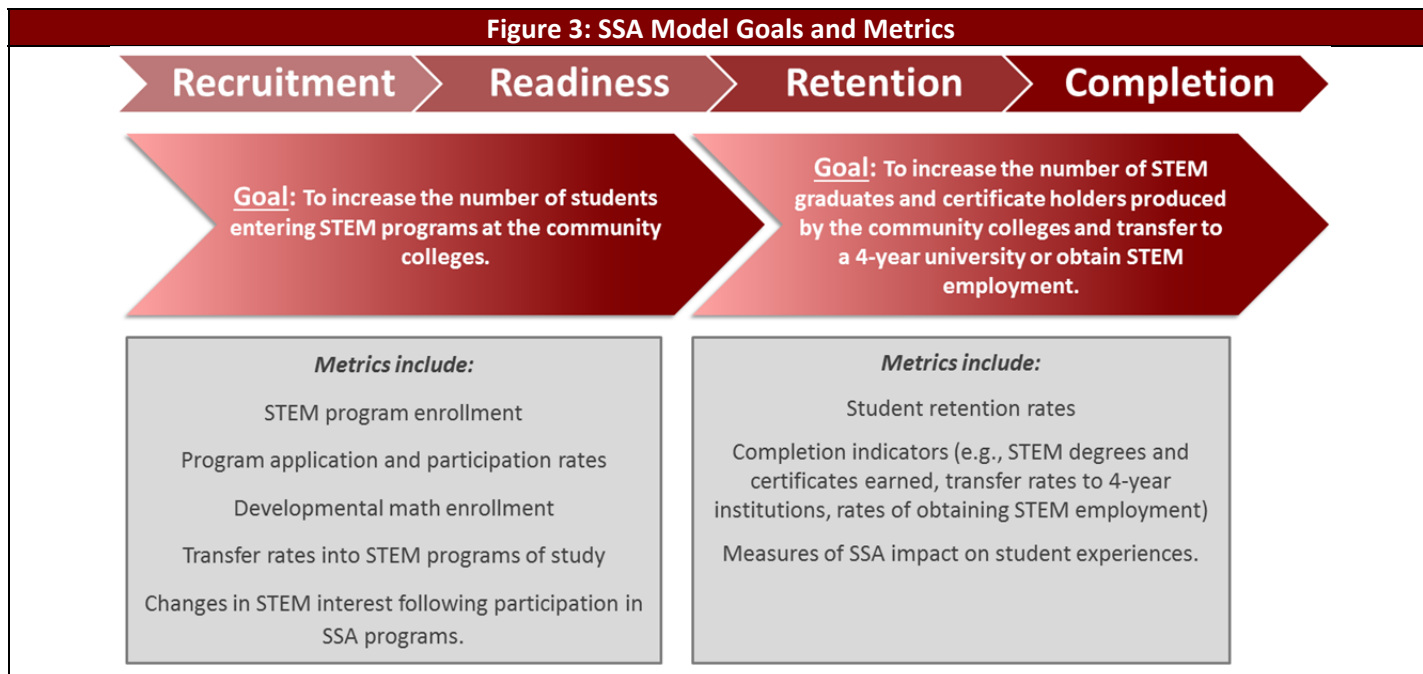 Figure 3: SSA Model Goals and Metrics
Recruitment
Readiness
Retention
Completion
Goal: To increase the number of students
entering STEM programs at the community
colleges.
Goal: To increase the number of STEM
graduates and certificate holders produced
by the community colleges and transfer to
a 4-year university or obtain STEM
employment.
Metrics include:
STEM program enrollment
Program application and participation rates
Developmental math enrollment
Transfer rates into STEM programs of study
Changes in STEM interest following participation in
SSA programs.
Metrics include:
Student retention rates
Completion indicators (e.g., STEM degrees and
certificates earned, transfer rates to 4-year
institutions, rates of obtaining STEM employment)
Measures of SSA impact on student experiences.